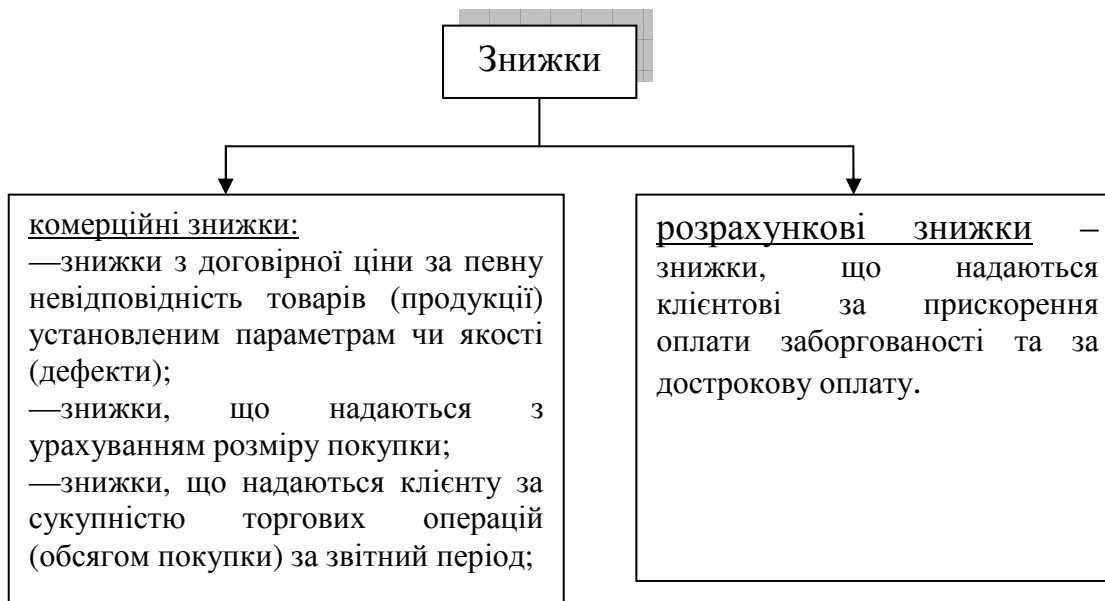 Знижки
комерційні знижки:
—знижки з договірної ціни за певну
невідповідність товарів (продукції)
установленим параметрам чи якості
(дефекти);
—знижки, що надаються з
урахуванням розміру покупки;
—знижки, що надаються клієнту за
сукупністю торгових операцій
(обсягом покупки) за звітний період;
розрахункові знижки –
знижки, що надаються
клієнтові за прискорення
оплати заборгованості та за
дострокову оплату.